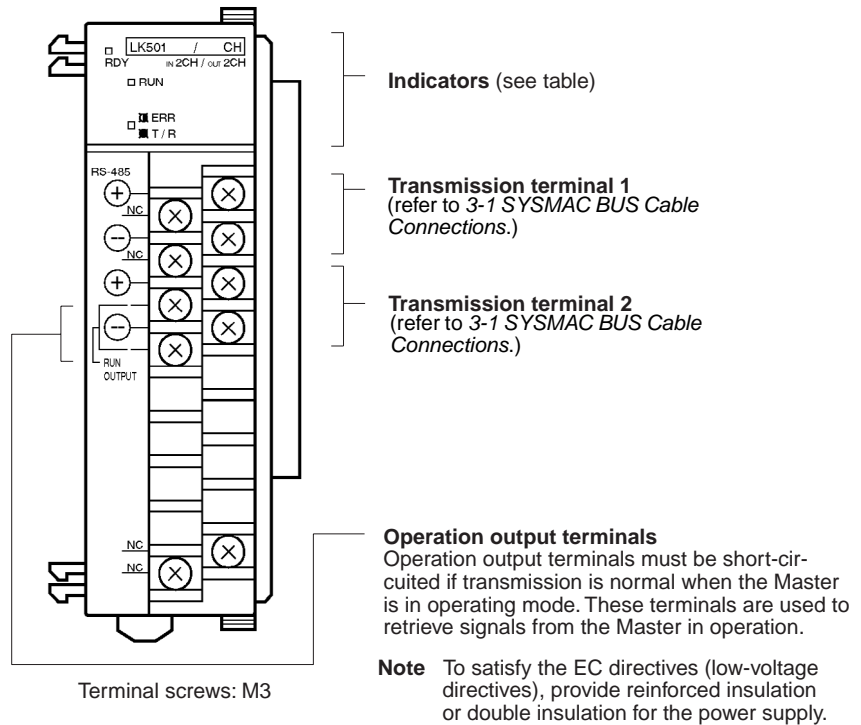 LK501 / CH
RDY IN 2CH / OUT 2CH
RUN
ERR
T / R
RS-485
+
NC
--
NC
+
--
RUN
OUTPUT
NC
NC
Indicators (see table)
Transmission terminal 1
(refer to 3-1 SYSMAC BUS Cable
Connections.)
Transmission terminal 2
(refer to 3-1 SYSMAC BUS Cable
Connections.)
Operation output terminals
Operation output terminals must be short-cir-
cuited if transmission is normal when the Master
is in operating mode. These terminals are used to
retrieve signals from the Master in operation.
Terminal screws: M3
Note To satisfy the EC directives (low-voltage
directives), provide reinforced insulation
or double insulation for the power supply.